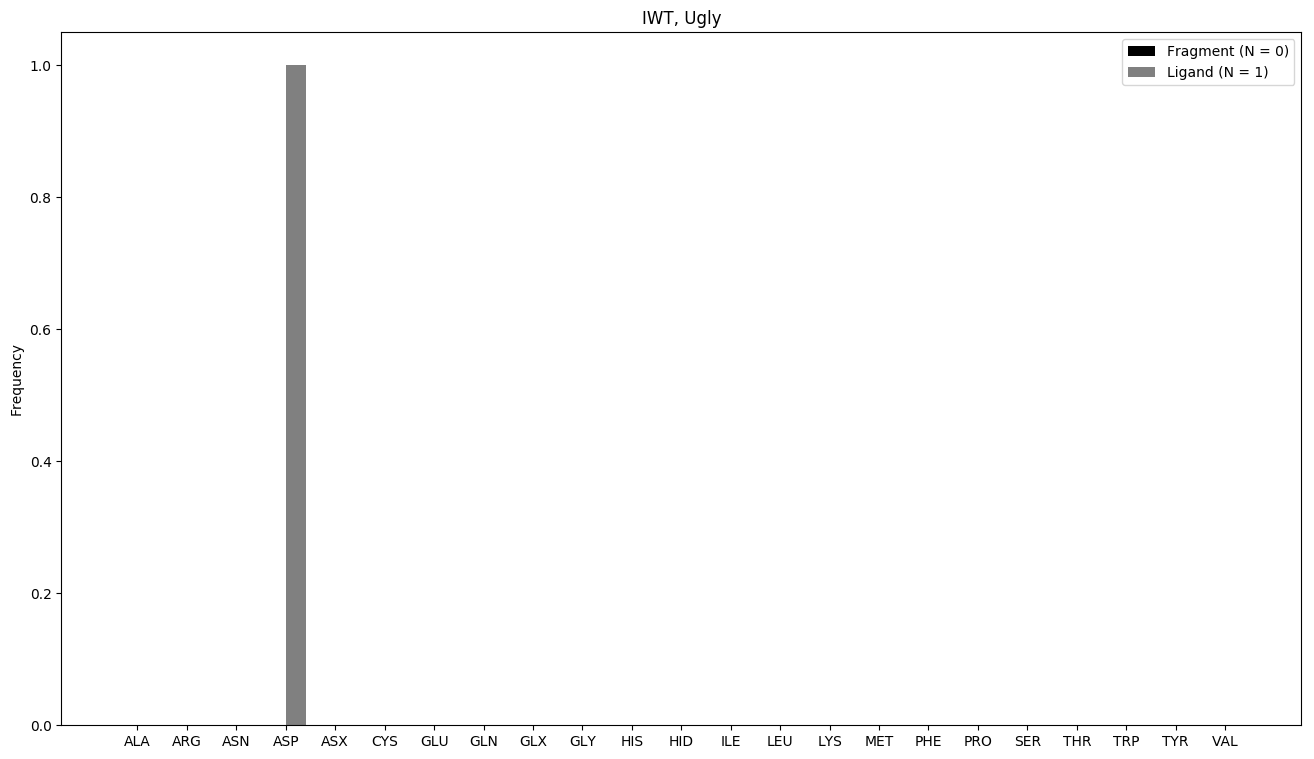 IWT, Ugly
Fragment (N = 0)
Ligand (N = 1)
1.0
0.8
0.6
0.4
0.2
0.0
Frequency
ALA ARG ASN ASP ASX CYS GLU GLN GLX GLY HIS HID ILE LEU LYS MET PHE PRO SER THR TRP TYR VAL